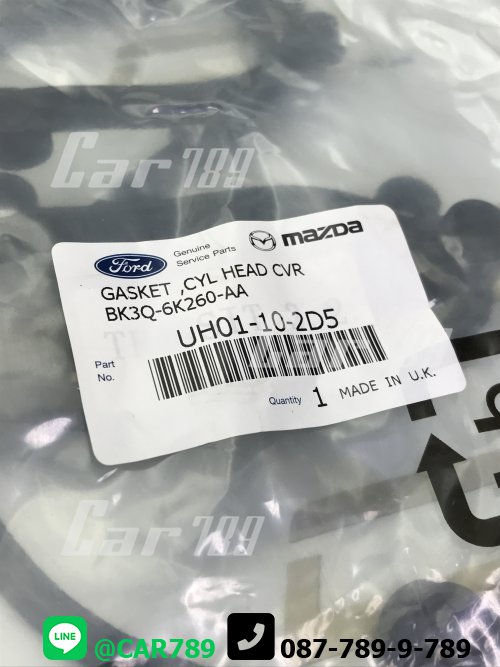 Car 789
Ford
Genuine
Service Parts
mazda
GASKET ,CYL HEAD CVR
BK3Q-6K260-AA
UH01-10-2D5
Part
No.
Quantity 1 MADE IN U.K.
Car 789
LINE @CAR789 087-789-9-789